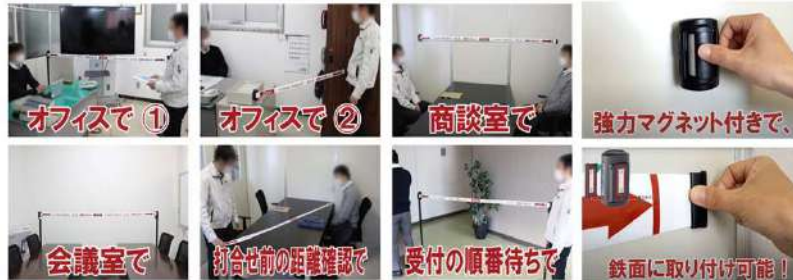 オフィスで ①
オフィスで ②
商談室で
強力マグネット付きで、
会議室で
打合せ前の距離確認で
受付の順番待ちで
鉄面に取り付け可能！